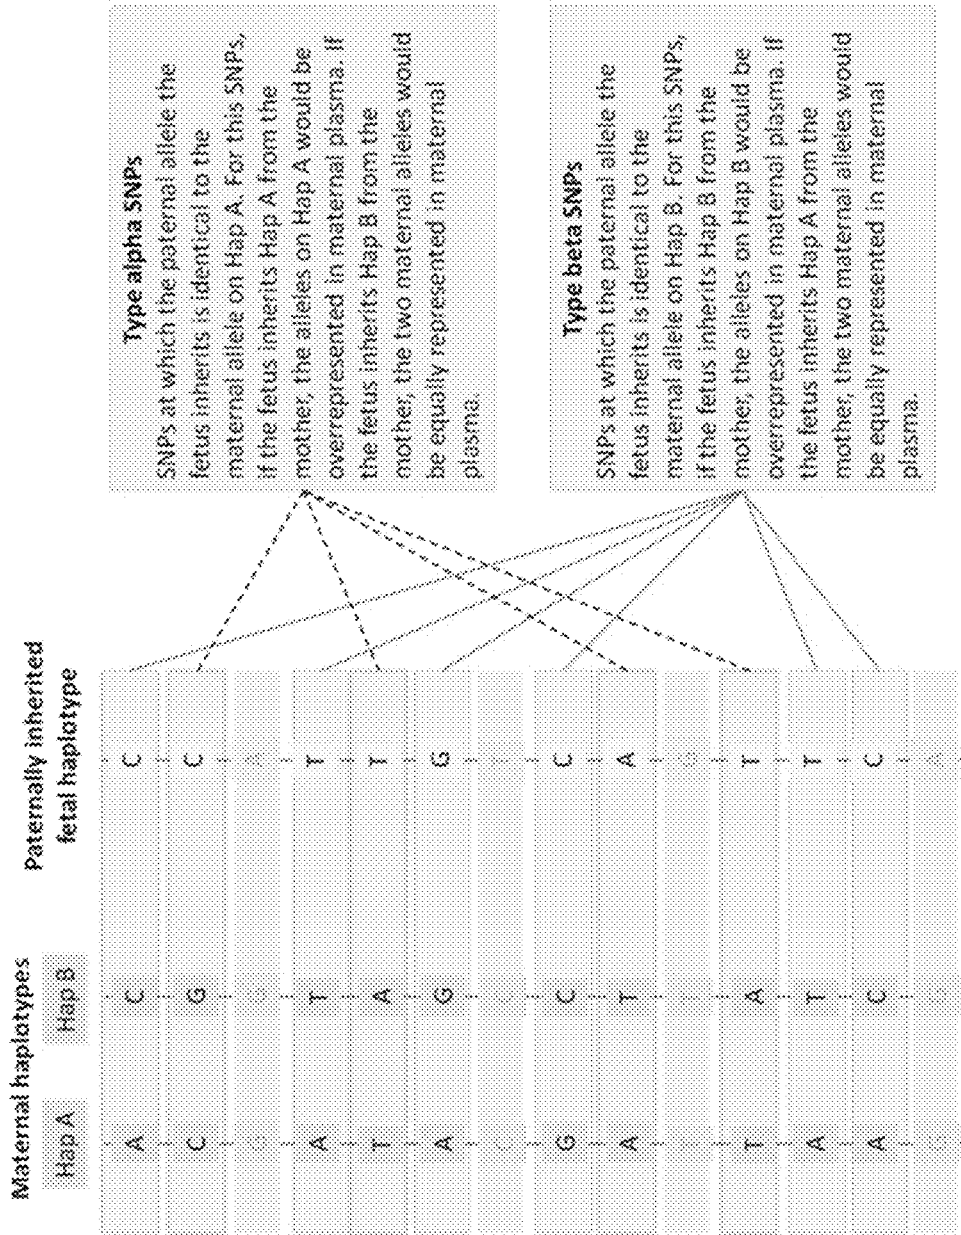 Maternal haplotypes
Paternally inherited
fetal haplotype
Hap A Hap B
A C C
C G C
A T T
T A T
A G G
G C C
A T A
T A T
A T T
A C C
Type alpha SNPs
SNPs at which the paternal allele the
fetus inherits is identical to the
maternal allele on Hap A. For this SNPs,
if the fetus inherits Hap A from the
mother, the alleles on Hap A would be
overrepresented in maternal plasma. If
the fetus inherits Hap B from the
mother, the two maternal alleles would
be equally represented in maternal
plasma.
Type beta SNPs
SNPs at which the paternal allele the
fetus inherits is identical to the
maternal allele on Hap B. For this SNPs,
if the fetus inherits Hap B from the
mother, the alleles on Hap B would be
overrepresented in maternal plasma. If
the fetus inherits Hap A from the
mother, the two maternal alleles would
be equally represented in maternal
plasma.